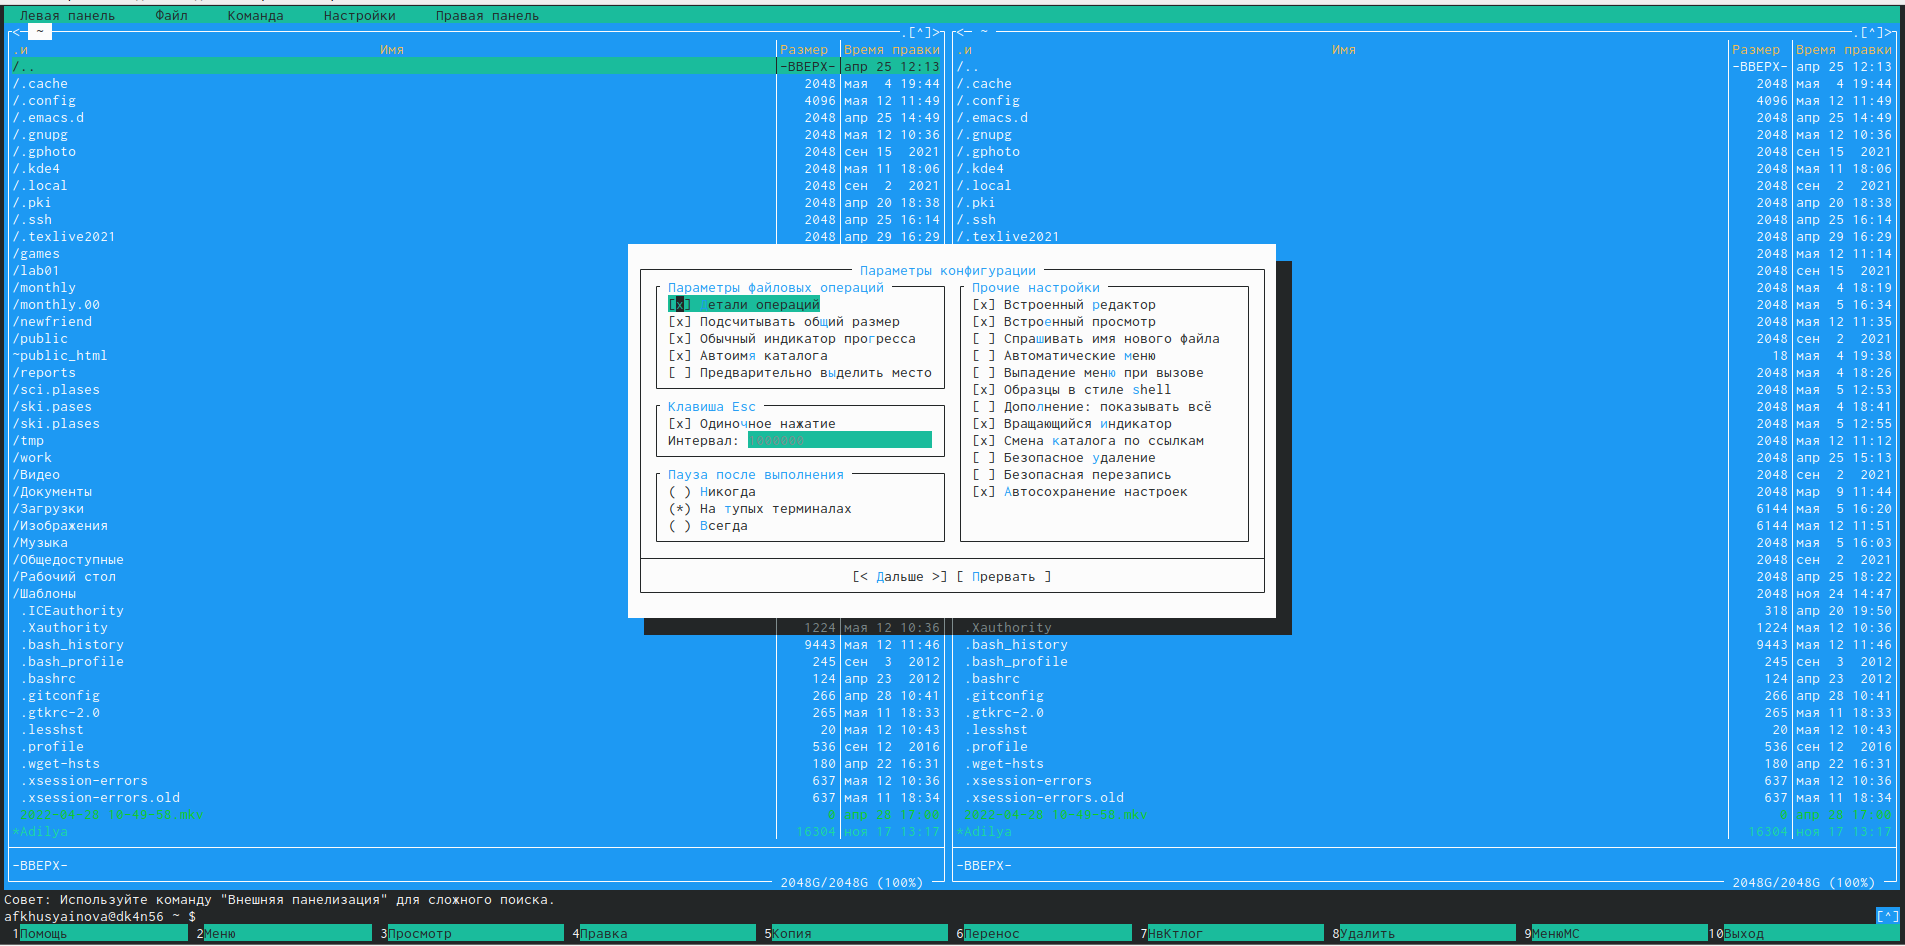 Левая панель Файл Команда Настройки Правая панель
<- ~ .[^]> <- ~ .[^]>
.и Имя Размер Время правки .и Имя Размер Время правки
/.. -ВВЕРХ- апр 25 12:13 /.. -ВВЕРХ- апр 25 12:13
/.cache 2048 мая 4 19:44 /.cache 2048 мая 4 19:44
/.config 4096 мая 12 11:49 /.config 4096 мая 12 11:49
/.emacs.d 2048 апр 25 14:49 /.emacs.d 2048 апр 25 14:49
/.gnupg 2048 мая 12 10:36 /.gnupg 2048 мая 12 10:36
/.gphoto 2048 сен 15 2021 /.gphoto 2048 сен 15 2021
/.kde4 2048 мая 11 18:06 /.kde4 2048 мая 11 18:06
/.local 2048 сен 2 2021 /.local 2048 сен 2 2021
/.pki 2048 апр 20 18:38 /.pki 2048 апр 20 18:38
/.ssh 2048 апр 25 16:14 /.ssh 2048 апр 25 16:14
/.texlive2021 2048 апр 29 16:29 /.texlive2021 2048 апр 29 16:29
/games 2048 мая 12 11:14
/lab01 2048 сен 15 2021
/monthly 2048 мая 4 18:19
/monthly.00 2048 мая 5 16:34
/newfriend 2048 мая 12 11:35
/public 2048 сен 2 2021
~public_html 18 мая 4 19:38
/reports 2048 мая 4 18:26
/sci.plases 2048 мая 5 12:53
/ski.pases 2048 мая 4 18:41
/ski.plases 2048 мая 5 12:55
/tmp 2048 мая 12 11:12
/work 2048 апр 25 15:13
/Видео 2048 сен 2 2021
/Документы 2048 мар 9 11:44
/Загрузки 6144 мая 5 16:20
/Изображения 6144 мая 12 11:51
/Музыка 2048 мая 5 16:03
/Общедоступные 2048 сен 2 2021
/Рабочий стол 2048 апр 25 18:22
/Шаблоны 2048 ноя 24 14:47
.ICEauthority 318 апр 20 19:50
Параметры конфигурации
Параметры файловых операций
[x] етали операций
[x] Подсчитывать общий размер
[x] Обычный индикатор прогресса
[x] Автоимя каталога
[ ] Предварительно выделить место
Клавиша Esc
[x] Одиночное нажатие
Интервал: 1000000
Пауза после выполнения
( ) Никогда
(*) На тупых терминалах
( ) Всегда
Прочие настройки
[x] Встроенный редактор
[x] Встроенный просмотр
[ ] Спрашивать имя нового файла
[ ] Автоматические меню
[ ] Выпадение меню при вызове
[x] Образцы в стиле shell
[ ] Дополнение: показывать всё
[x] Вращающийся индикатор
[x] Смена каталога по ссылкам
[ ] Безопасное удаление
[ ] Безопасная перезапись
[x] Автосохранение настроек
[< Дальше >] [ Прервать ]
.Xauthority 1224 мая 12 10:36 .Xauthority 1224 мая 12 10:36
.bash_history 9443 мая 12 11:46 .bash_history 9443 мая 12 11:46
.bash_profile 245 сен 3 2012 .bash_profile 245 сен 3 2012
.bashrc 124 апр 23 2012 .bashrc 124 апр 23 2012
.gitconfig 266 апр 28 10:41 .gitconfig 266 апр 28 10:41
.gtkrc-2.0 265 мая 11 18:33 .gtkrc-2.0 265 мая 11 18:33
.lesshst 20 мая 12 10:43 .lesshst 20 мая 12 10:43
.profile 536 сен 12 2016 .profile 536 сен 12 2016
.wget-hsts 180 апр 22 16:31 .wget-hsts 180 апр 22 16:31
.xsession-errors 637 мая 12 10:36 .xsession-errors 637 мая 12 10:36
.xsession-errors.old 637 мая 11 18:34 .xsession-errors.old 637 мая 11 18:34
*Adilya 16304 ноя 17 13:17 *Adilya 16304 ноя 17 13:17
-ВВЕРХ- -ВВЕРХ-
2048G/2048G (100%) 2048G/2048G (100%)
Совет: Используйте команду "Внешняя панелизация" для сложного поиска.
afkhusyainova@dk4n56 ~ $ [^]
1Помощь 2Меню 3Просмотр 4Правка 5Копия 6Перенос 7НвКтлог 8Удалить 9МенюMC 10Выход